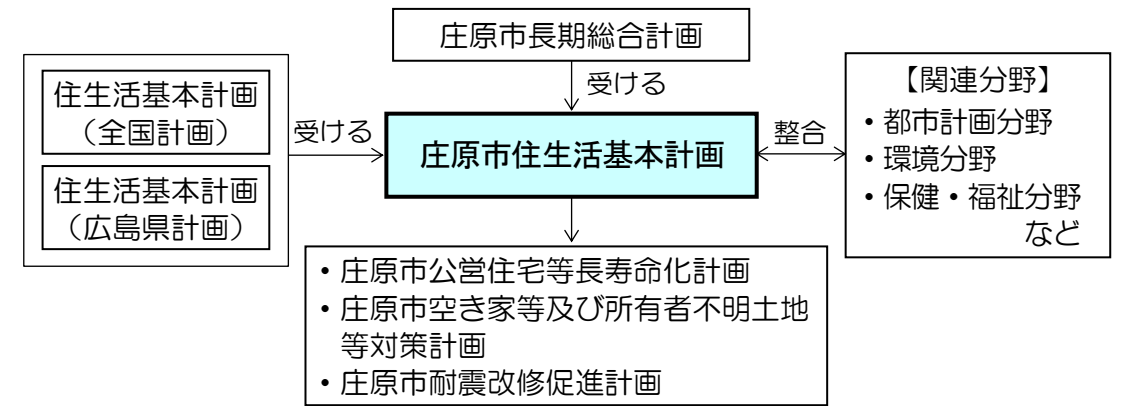 庄原市長期総合計画
受ける
住生活基本計画
（全国計画）
住生活基本計画
（広島県計画）
受ける
庄原市住生活基本計画
整合
【関連分野】
・都市計画分野
・環境分野
・保健・福祉分野
など
・庄原市公営住宅等長寿命化計画
・庄原市空き家等及び所有者不明土地
等対策計画
・庄原市耐震改修促進計画